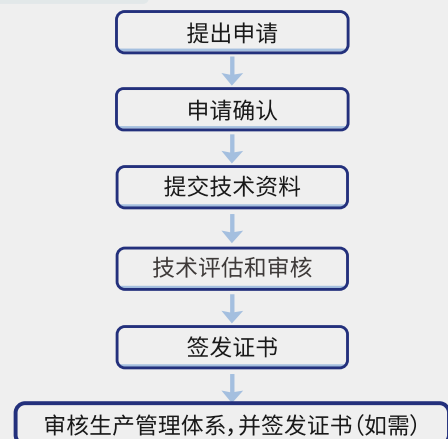 提出申请
申请确认
提交技术资料
技术评估和审核
签发证书
审核生产管理体系，并签发证书（如需）